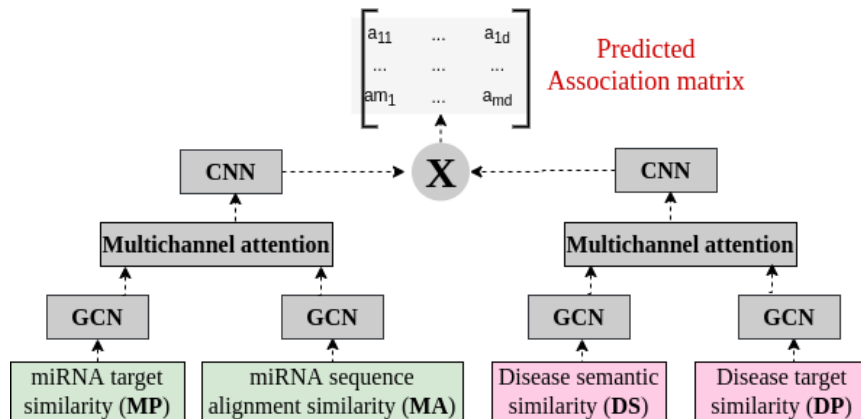 a11 ... a1d
... ... ...
am1 ... amd
Predicted
Association matrix
CNN
X
CNN
Multichannel attention
Multichannel attention
GCN
GCN
GCN
GCN
miRNA target
similarity (MP)
miRNA sequence
alignment similarity (MA)
Disease semantic
similarity (DS)
Disease target
similarity (DP)